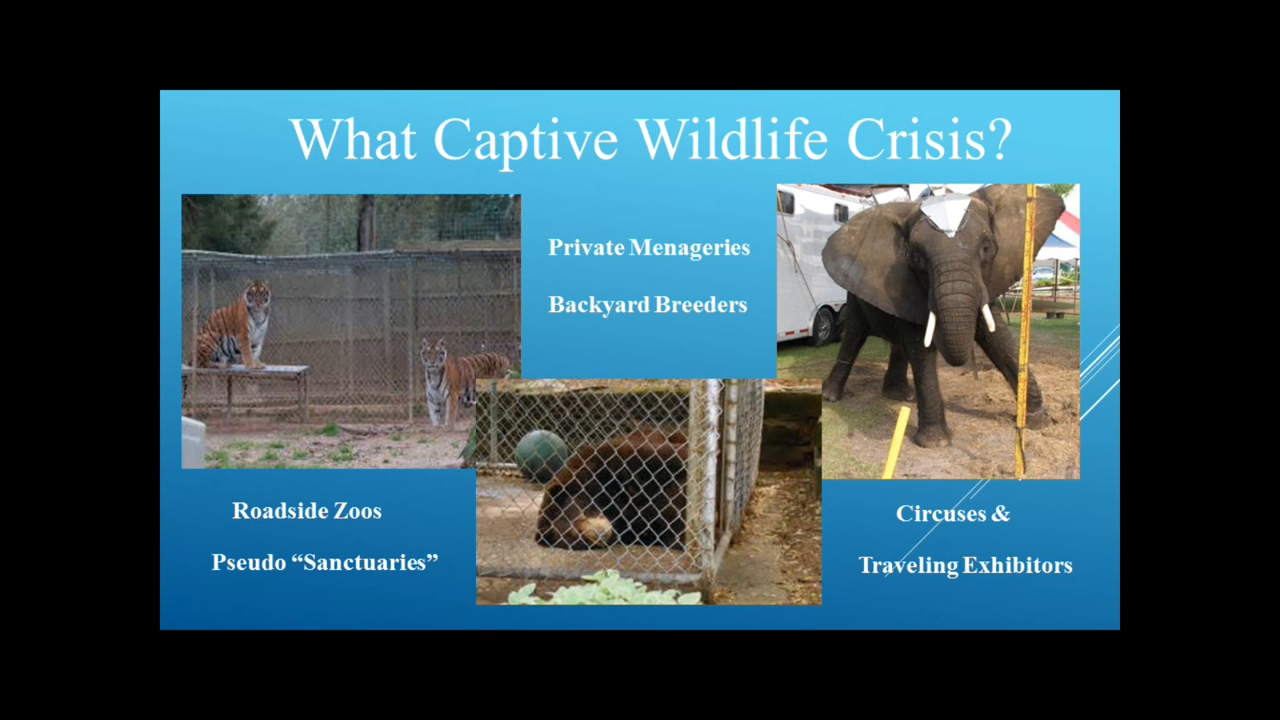 What Captive Wildlife Crisis?
Private Menageries
Backyard Breeders
Roadside Zoos
Pseudo “Sanctuaries”
Circuses &
Traveling Exhibitors